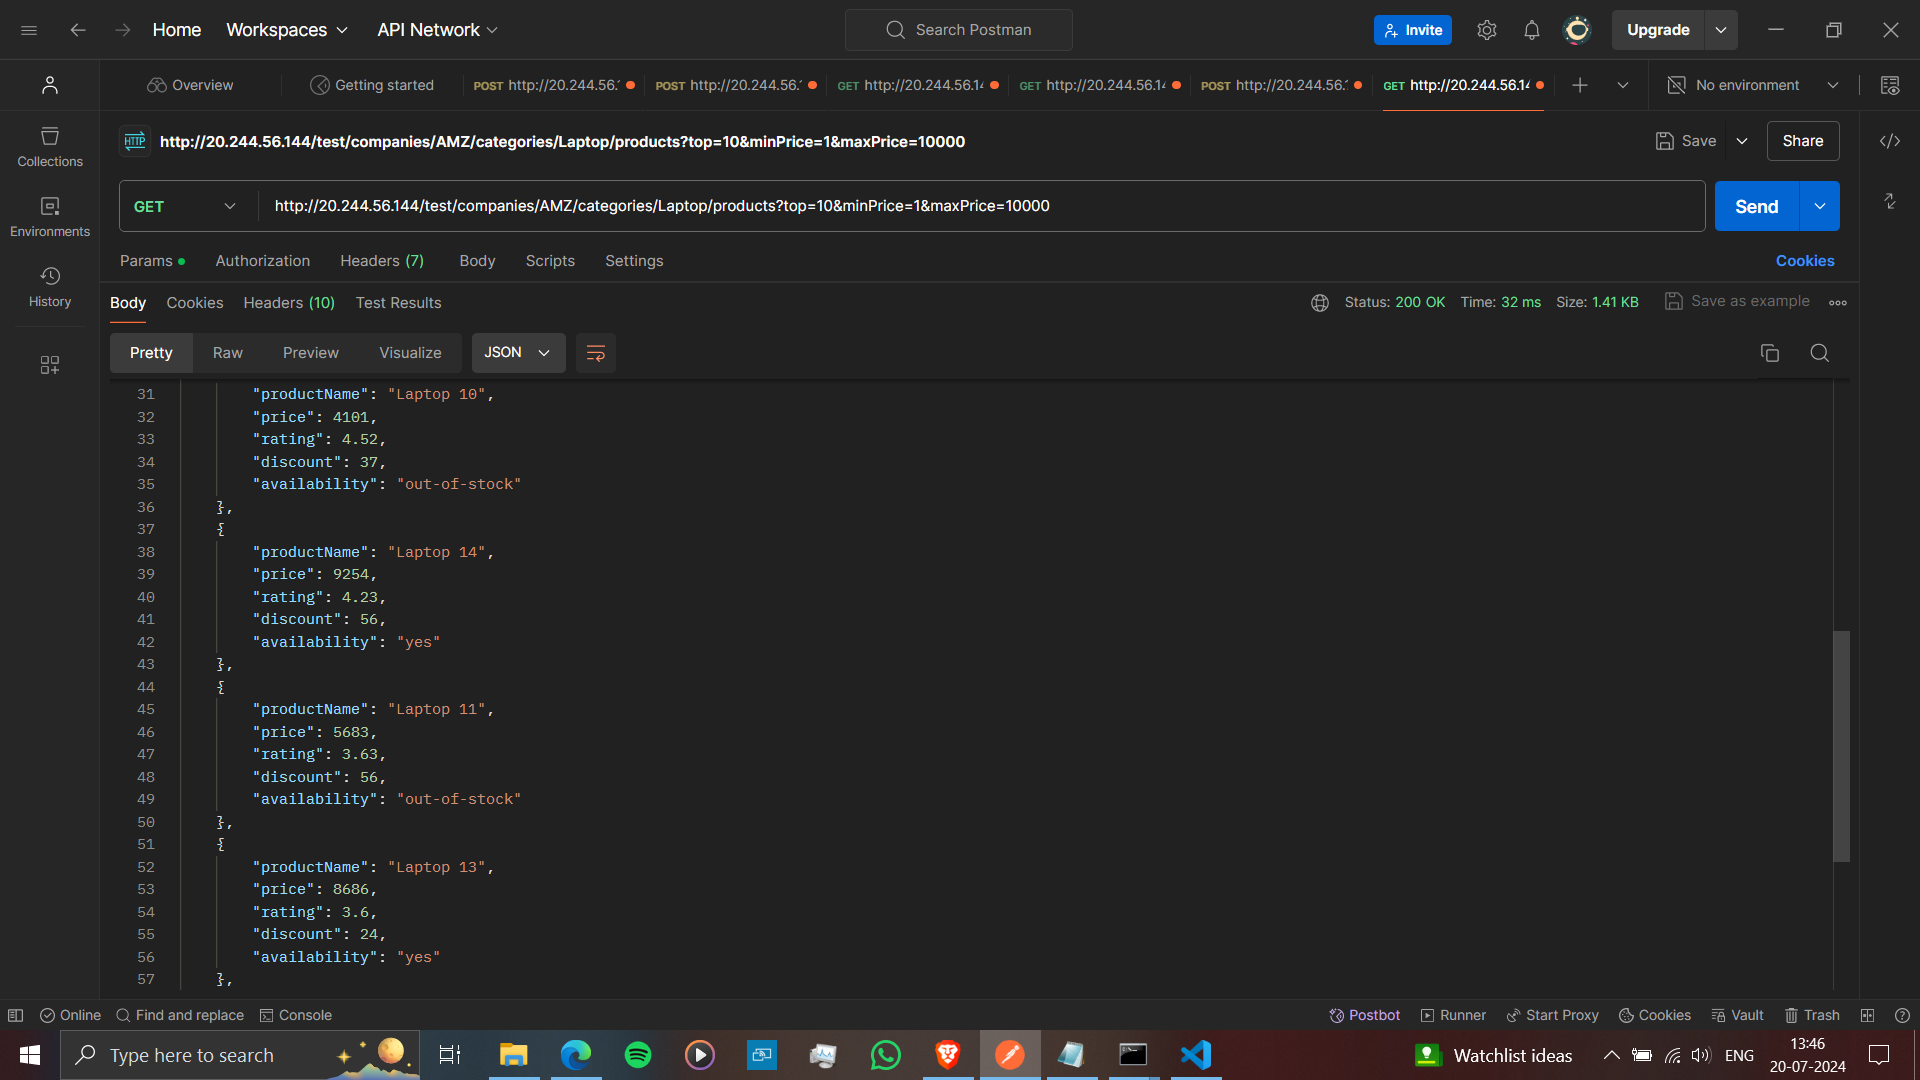 Home Workspaces API Network Search Postman Invite Upgrade
Overview Getting started POST http://20.244.56. POST http://20.244.56. GET http://20.244.56.14 GET http://20.244.56.14 POST http://20.244.56. GET http://20.244.56.14 No environment
HTTP http://20.244.56.144/test/companies/AMZ/categories/Laptop/products?top=10&minPrice=1&maxPrice=10000 Save Share
Collections
GET http://20.244.56.144/test/companies/AMZ/categories/Laptop/products?top=10&minPrice=1&maxPrice=10000 Send
Environments
Params Authorization Headers (7) Body Scripts Settings Cookies
History
Body Cookies Headers (10) Test Results Status: 200 OK Time: 32 ms Size: 1.41 KB Save as example
Pretty Raw Preview Visualize JSON
31 "productName": "Laptop 10",
32 "price": 4101,
33 "rating": 4.52,
34 "discount": 37,
35 "availability": "out-of-stock"
36 },
37 {
38 "productName": "Laptop 14",
39 "price": 9254,
40 "rating": 4.23,
41 "discount": 56,
42 "availability": "yes"
43 },
44 {
45 "productName": "Laptop 11",
46 "price": 5683,
47 "rating": 3.63,
48 "discount": 56,
49 "availability": "out-of-stock"
50 },
51 {
52 "productName": "Laptop 13",
53 "price": 8686,
54 "rating": 3.6,
55 "discount": 24,
56 "availability": "yes"
57 },
Online Find and replace Console Postbot Runner Start Proxy Cookies Vault Trash
Type here to search Watchlist ideas ENG 13:46
20-07-2024